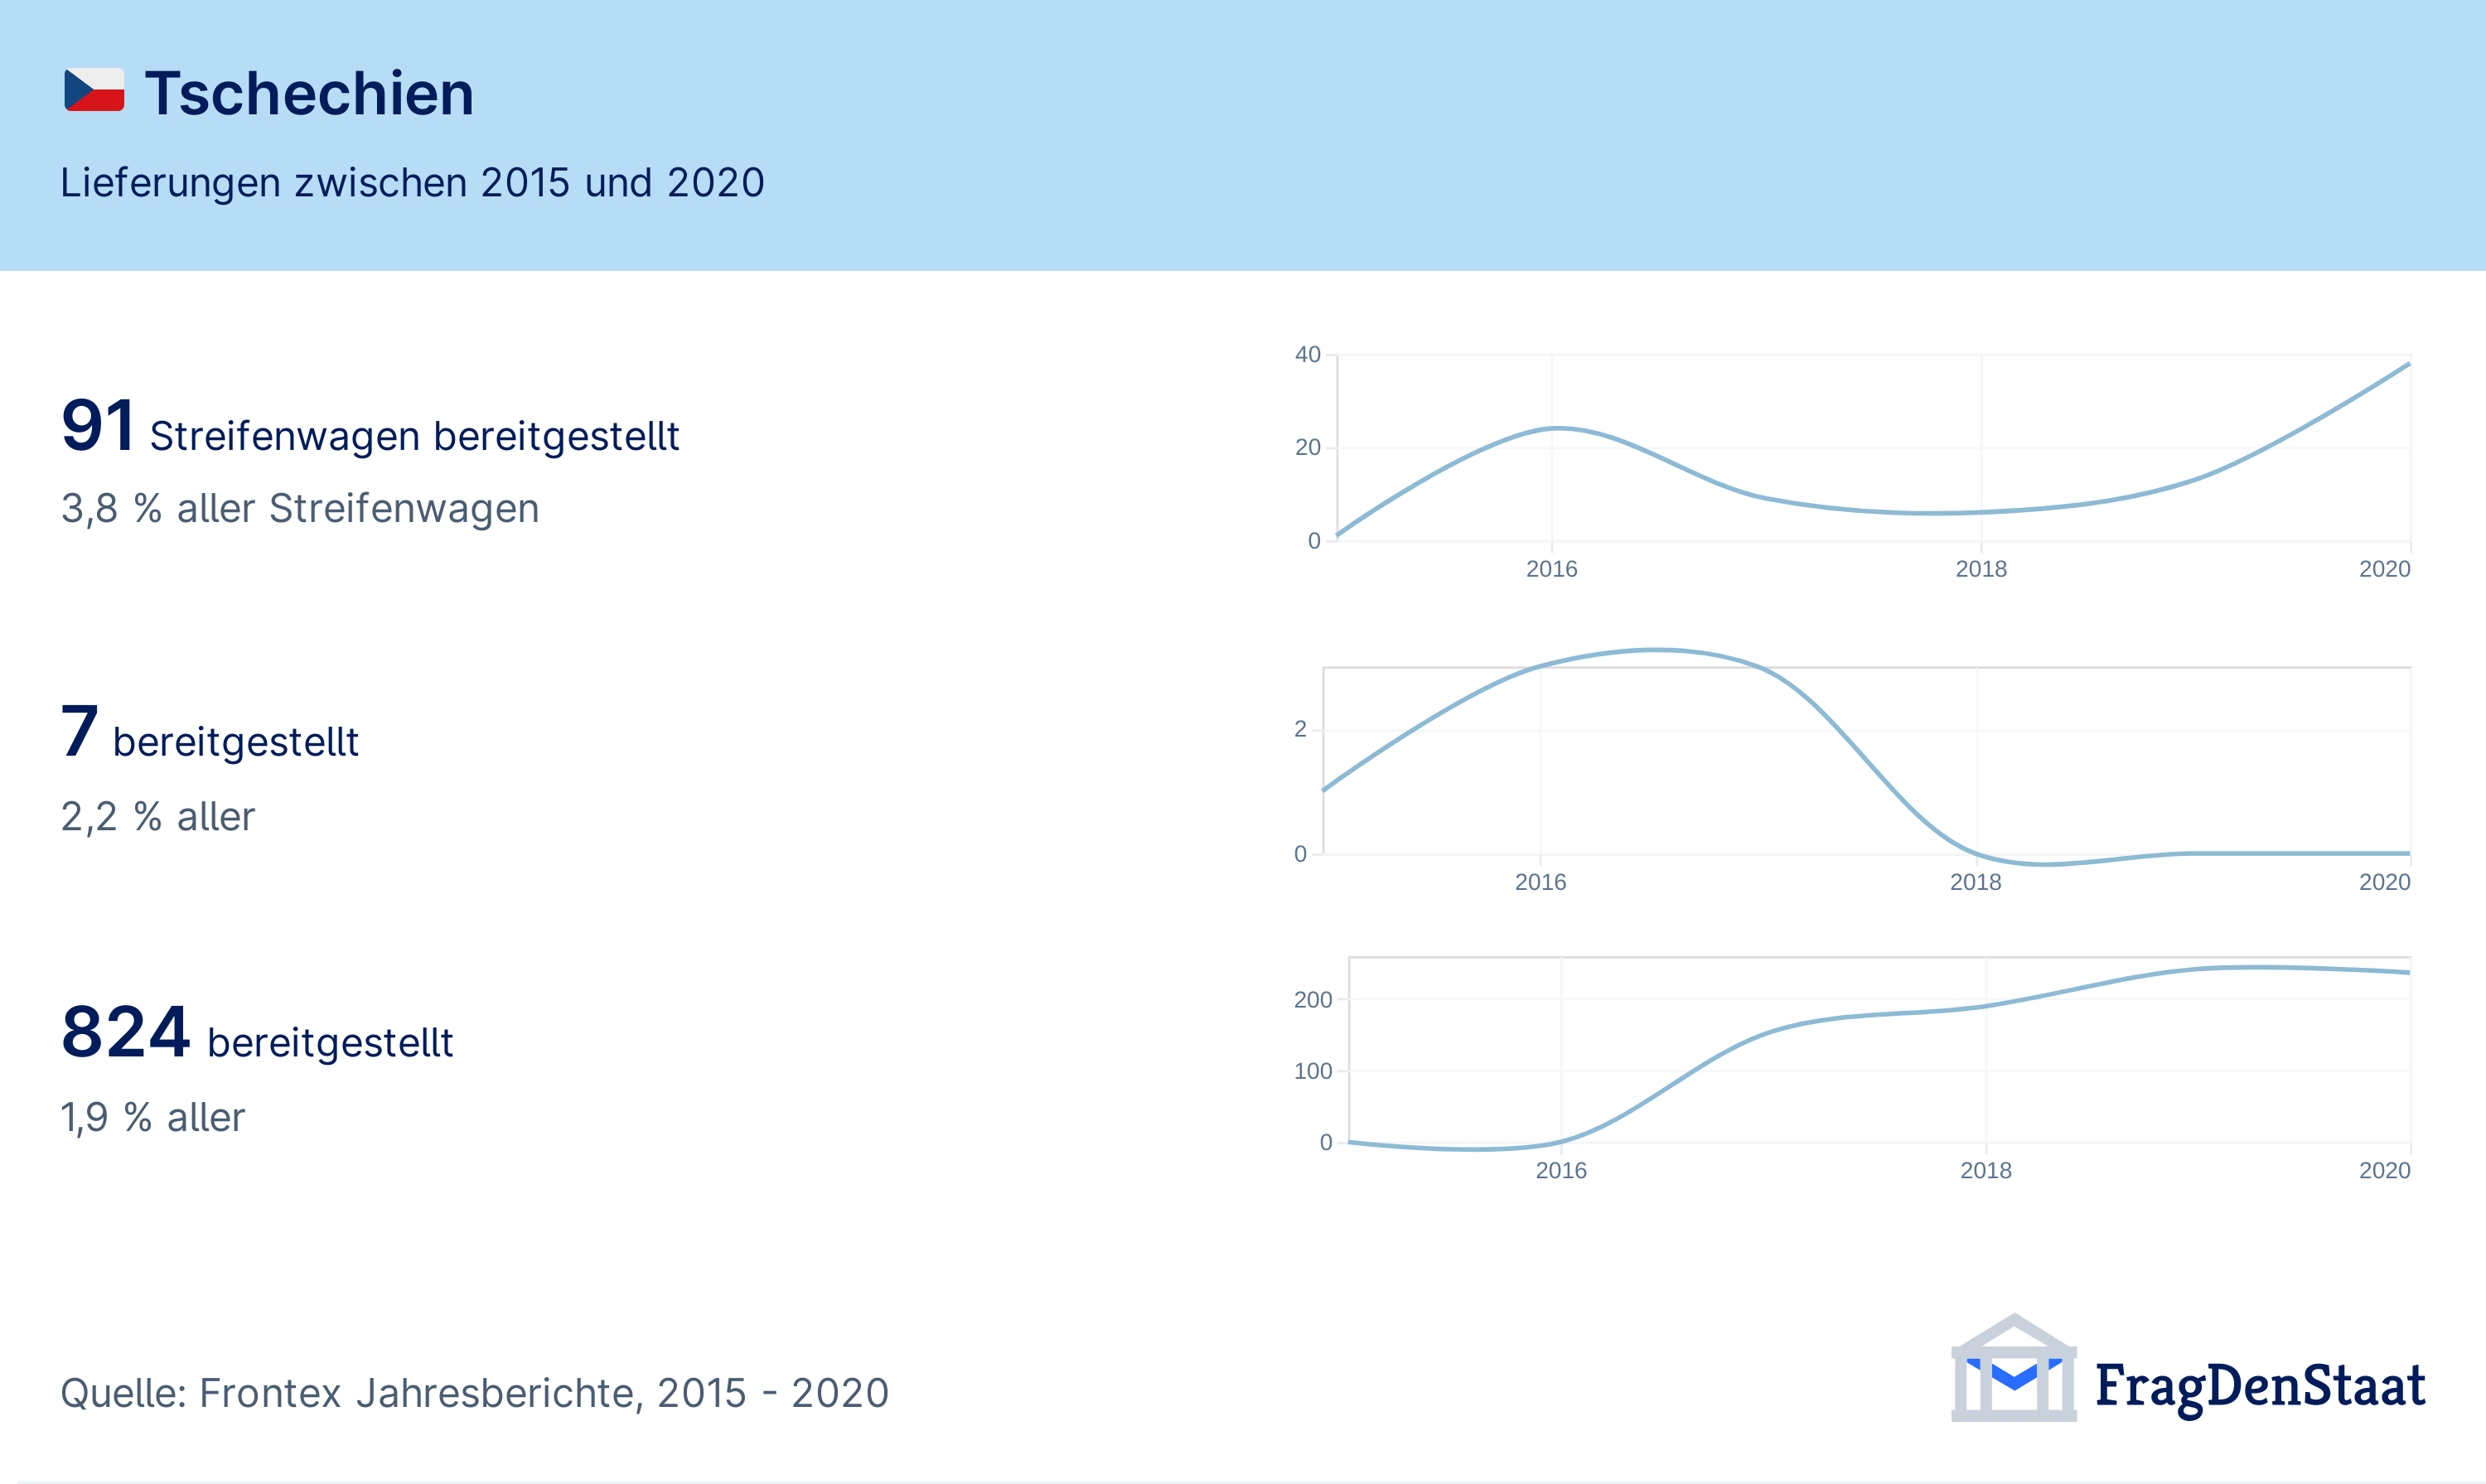 Tschechien
Lieferungen zwischen 2015 und 2020
91 Streifenwagen bereitgestellt
3,8 % aller Streifenwagen
40
20
0
2016 2018 2020
7 bereitgestellt
2,2 % aller
2
0
2016 2018 2020
824 bereitgestellt
1,9 % aller
200
100
0
2016 2018 2020
Quelle: Frontex Jahresberichte, 2015 - 2020
FragDenStaat